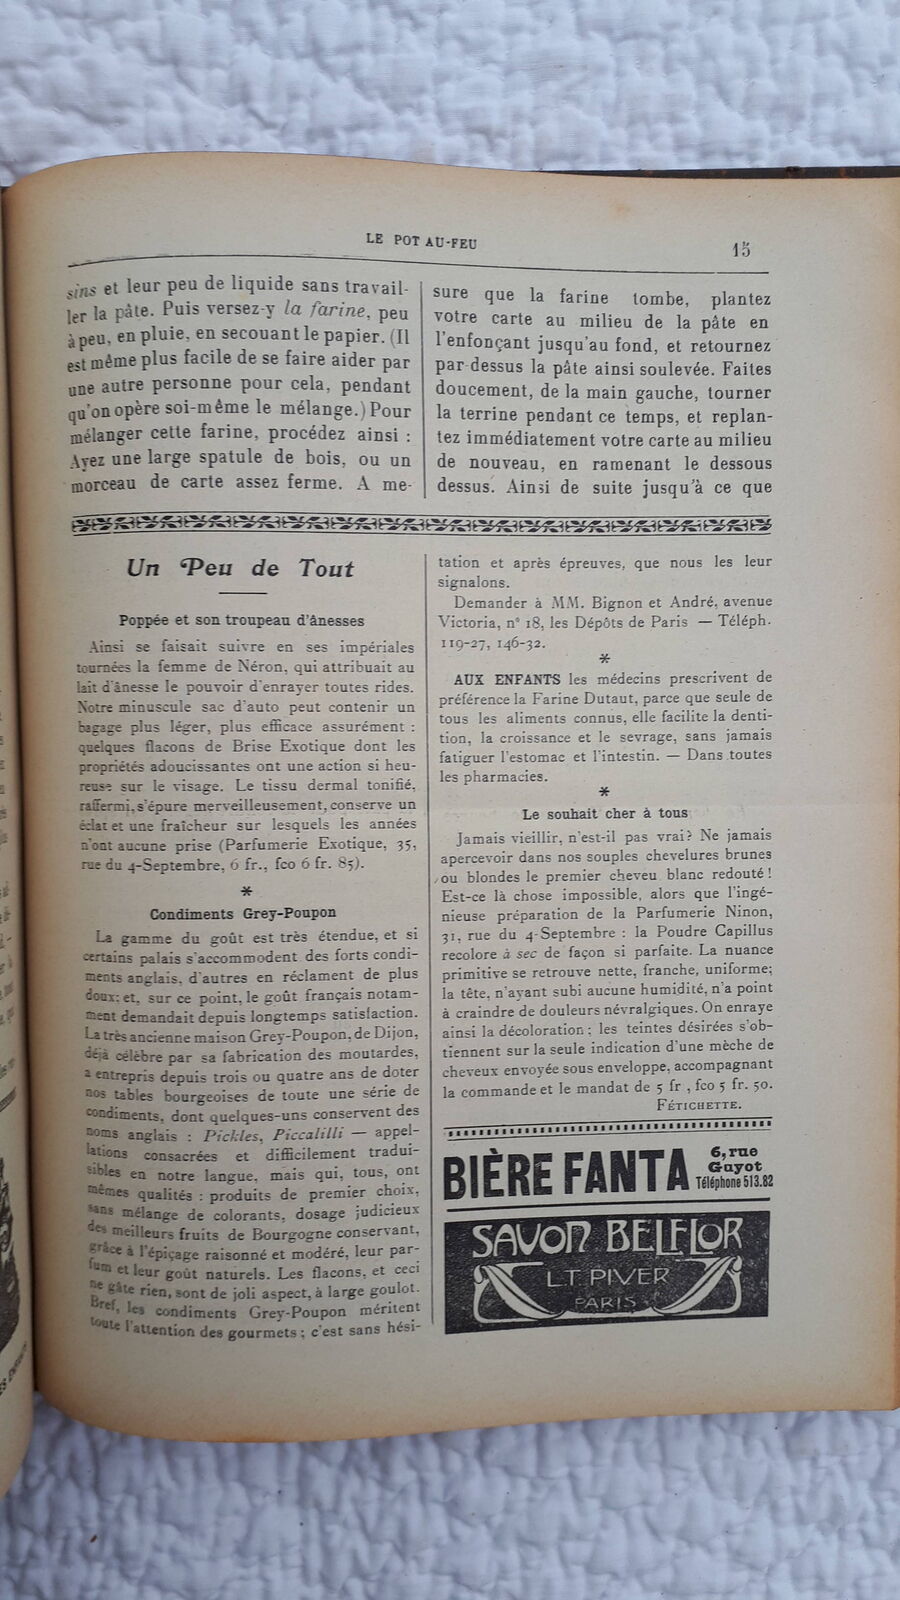 LE POT AU-FEU
15
sins et leur peu de liquide sans travail-
ler la pâte. Puis versez-y la farine, peu
à peu, en pluie, en secouant le papier. (Il
est même plus facile de se faire aider par
une autre personne pour cela, pendant
qu'on opère soi-même le mélange.) Pour
mélanger cette farine, procédez ainsi :
Ayez une large spatule de bois, ou un
morceau de carte assez ferme. A me-
sure que la farine tombe, plantez
votre carte au milieu de la pâte en
l'enfonçant jusqu'au fond, et retournez
par-dessus la pâte ainsi soulevée. Faites
doucement, de la main gauche, tourner
la terrine pendant ce temps, et replan-
tez immédiatement votre carte au milieu
de nouveau, en ramenant le dessous
dessus. Ainsi de suite jusqu'à ce que
Un Peu de Tout
Poppée et son troupeau d'ânesses
Ainsi se faisait suivre en ses impériales
tournées la femme de Néron, qui attribuait au
lait d'ânesse le pouvoir d'enrayer toutes rides.
Notre minuscule sac d'auto peut contenir un
bagage plus léger, plus efficace assurément :
quelques flacons de Brise Exotique dont les
propriétés adoucissantes ont une action si heu-
reuse sur le visage. Le tissu dermal tonifié,
raffermi, s'épure merveilleusement, conserve un
éclat et une fraîcheur sur lesquels les années
n'ont aucune prise (Parfumerie Exotique, 35,
rue du 4-Septembre, 6 fr., fco 6 fr. 85).
*
Condiments Grey-Poupon
La gamme du goût est très étendue, et si
certains palais s'accommodent des forts condi-
ments anglais, d'autres en réclament de plus
doux; et, sur ce point, le goût français notam-
ment demandait depuis longtemps satisfaction.
La très ancienne maison Grey-Poupon, de Dijon,
déjà célèbre par sa fabrication des moutardes,
a entrepris depuis trois ou quatre ans de doter
nos tables bourgeoises de toute une série de
condiments, dont quelques-uns conservent des
noms anglais : Pickles, Piccalilli — appel-
lations consacrées et difficilement tradui-
sibles en notre langue, mais qui, tous, ont
mêmes qualités : produits de premier choix,
sans mélange de colorants, dosage judicieux
des meilleurs fruits de Bourgogne conservant,
grâce à l'épiçage raisonné et modéré, leur par-
fum et leur goût naturels. Les flacons, et ceci
ne gâte rien, sont de joli aspect, à large goulot.
Bref, les condiments Grey-Poupon méritent
toute l'attention des gourmets ; c'est sans hési-
tation et après épreuves, que nous les leur
signalons.
Demander à MM. Bignon et André, avenue
Victoria, n° 18, les Dépôts de Paris — Téléph.
119-27, 146-32.
*
AUX ENFANTS les médecins prescrivent de
préférence la Farine Dutaut, parce que seule de
tous les aliments connus, elle facilite la denti-
tion, la croissance et le sevrage, sans jamais
fatiguer l'estomac et l'intestin. — Dans toutes
les pharmacies.
*
Le souhait cher à tous
Jamais vieillir, n'est-il pas vrai? Ne jamais
apercevoir dans nos souples chevelures brunes
ou blondes le premier cheveu blanc redouté!
Est-ce là chose impossible, alors que l'ingé-
nieuse préparation de la Parfumerie Ninon,
31, rue du 4-Septembre : la Poudre Capillus
recolore à sec de façon si parfaite. La nuance
primitive se retrouve nette, franche, uniforme;
la tête, n'ayant subi aucune humidité, n'a point
à craindre de douleurs névralgiques. On enraye
ainsi la décoloration ; les teintes désirées s'ob-
tiennent sur la seule indication d'une mèche de
cheveux envoyée sous enveloppe, accompagnant
la commande et le mandat de 5 fr , fco 5 fr. 50.
FÉTICHETTE.
BIÈRE FANTA 6, rue
Guyot
Téléphone 513.82
SAVON BELFLOR
L.T. PIVER
PARIS